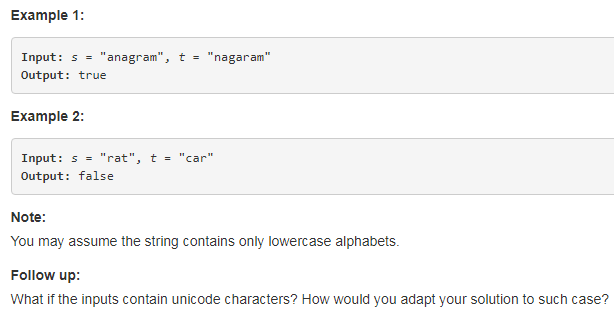 Example 1:
Input: s = "anagram", t = "nagaram"
Output: true
Example 2:
Input: s = "rat", t = "car"
Output: false
Note:
You may assume the string contains only lowercase alphabets.
Follow up:
What if the inputs contain unicode characters? How would you adapt your solution to such case?